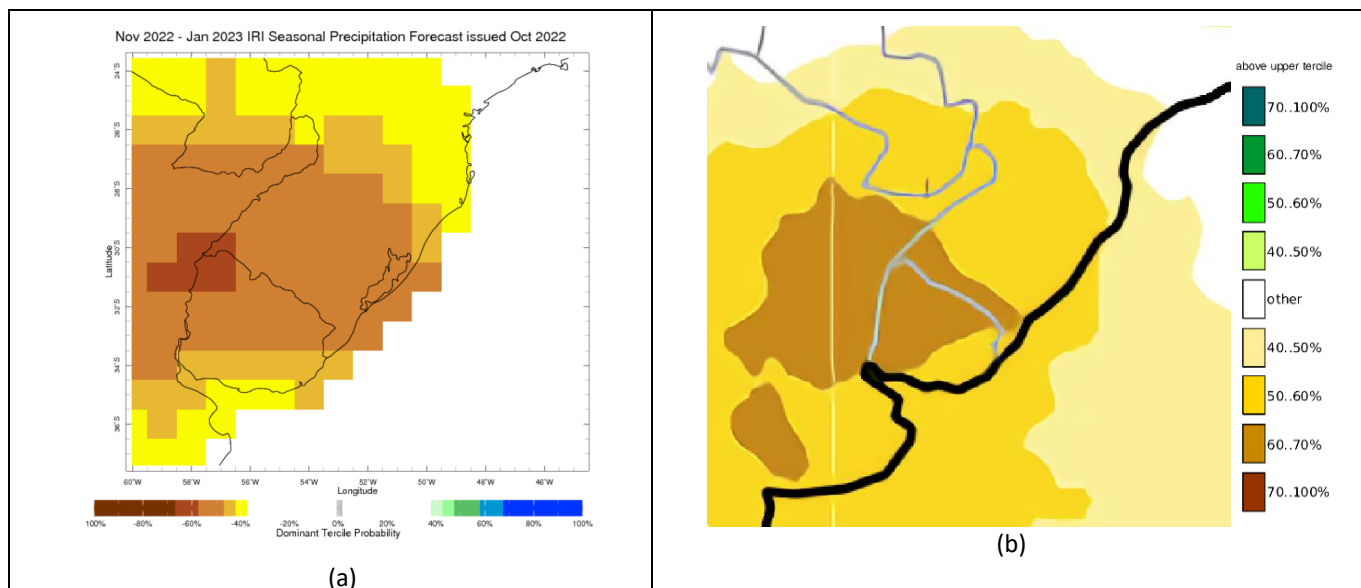 Nov 2022 - Jan 2023 IRI Seasonal Precipitation Forecast issued Oct 2022
24°S
26°S
28°S
30°S
32°S
34°S
36°S
Latitude
60°W 58°W 56°W 54°W 52°W 50°W 48°W 46°W
Longitude
100% -80% -60% -40% -20% 0% 20% 40% 60% 80% 100%
Dominant Tercile Probability
(a)
above upper tercile
70..100%
60..70%
50..60%
40..50%
other
40..50%
50..60%
60..70%
70..100%
(b)